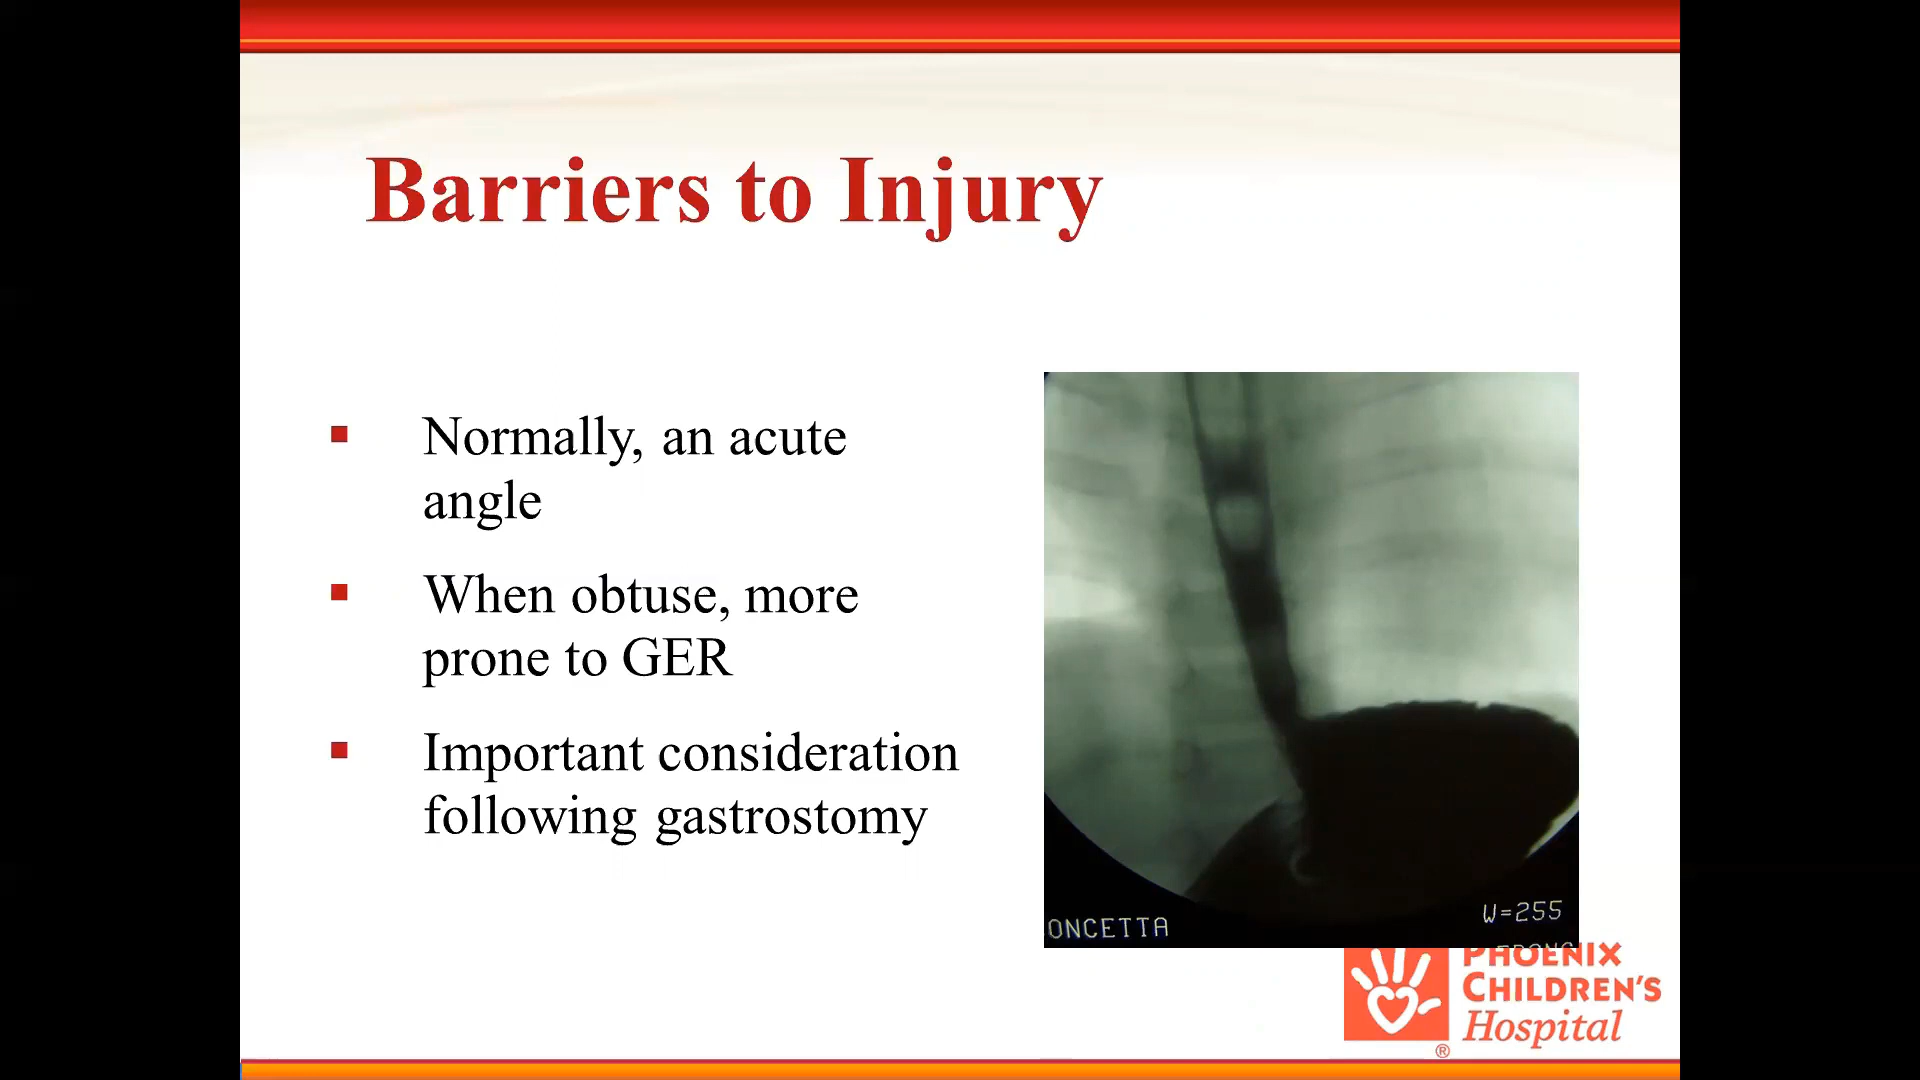 Barriers to Injury
Normally, an acute
angle
When obtuse, more
prone to GER
Important consideration
following gastrostomy
ONCETTA
W=255
PHOENIX
CHILDREN'S
Hospital
®